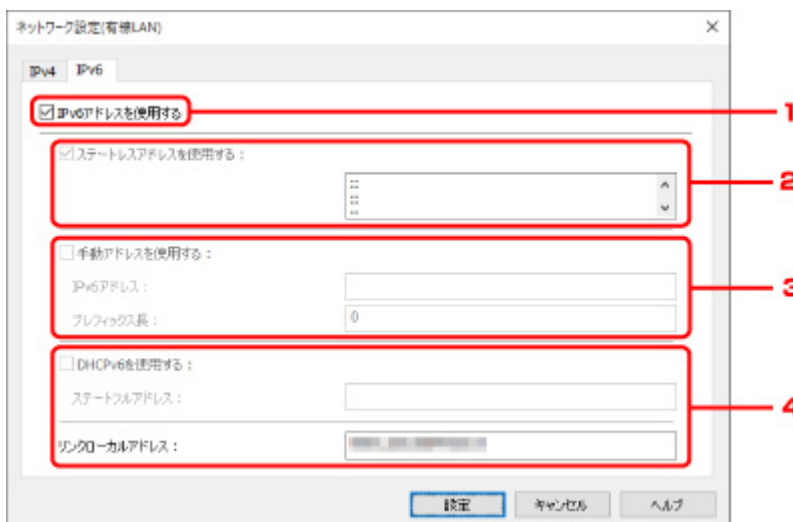 ネットワーク設定(有線LAN)
IPv4 IPv6
IPv6アドレスを使用する
1
ステートレスアドレスを使用する:
::
::
::
2
手動アドレスを使用する:
IPv6アドレス:
プレフィックス長: 0
3
DHCPv6を使用する:
ステートフルアドレス:
リンクローカルアドレス:
4
設定 キャンセル ヘルプ